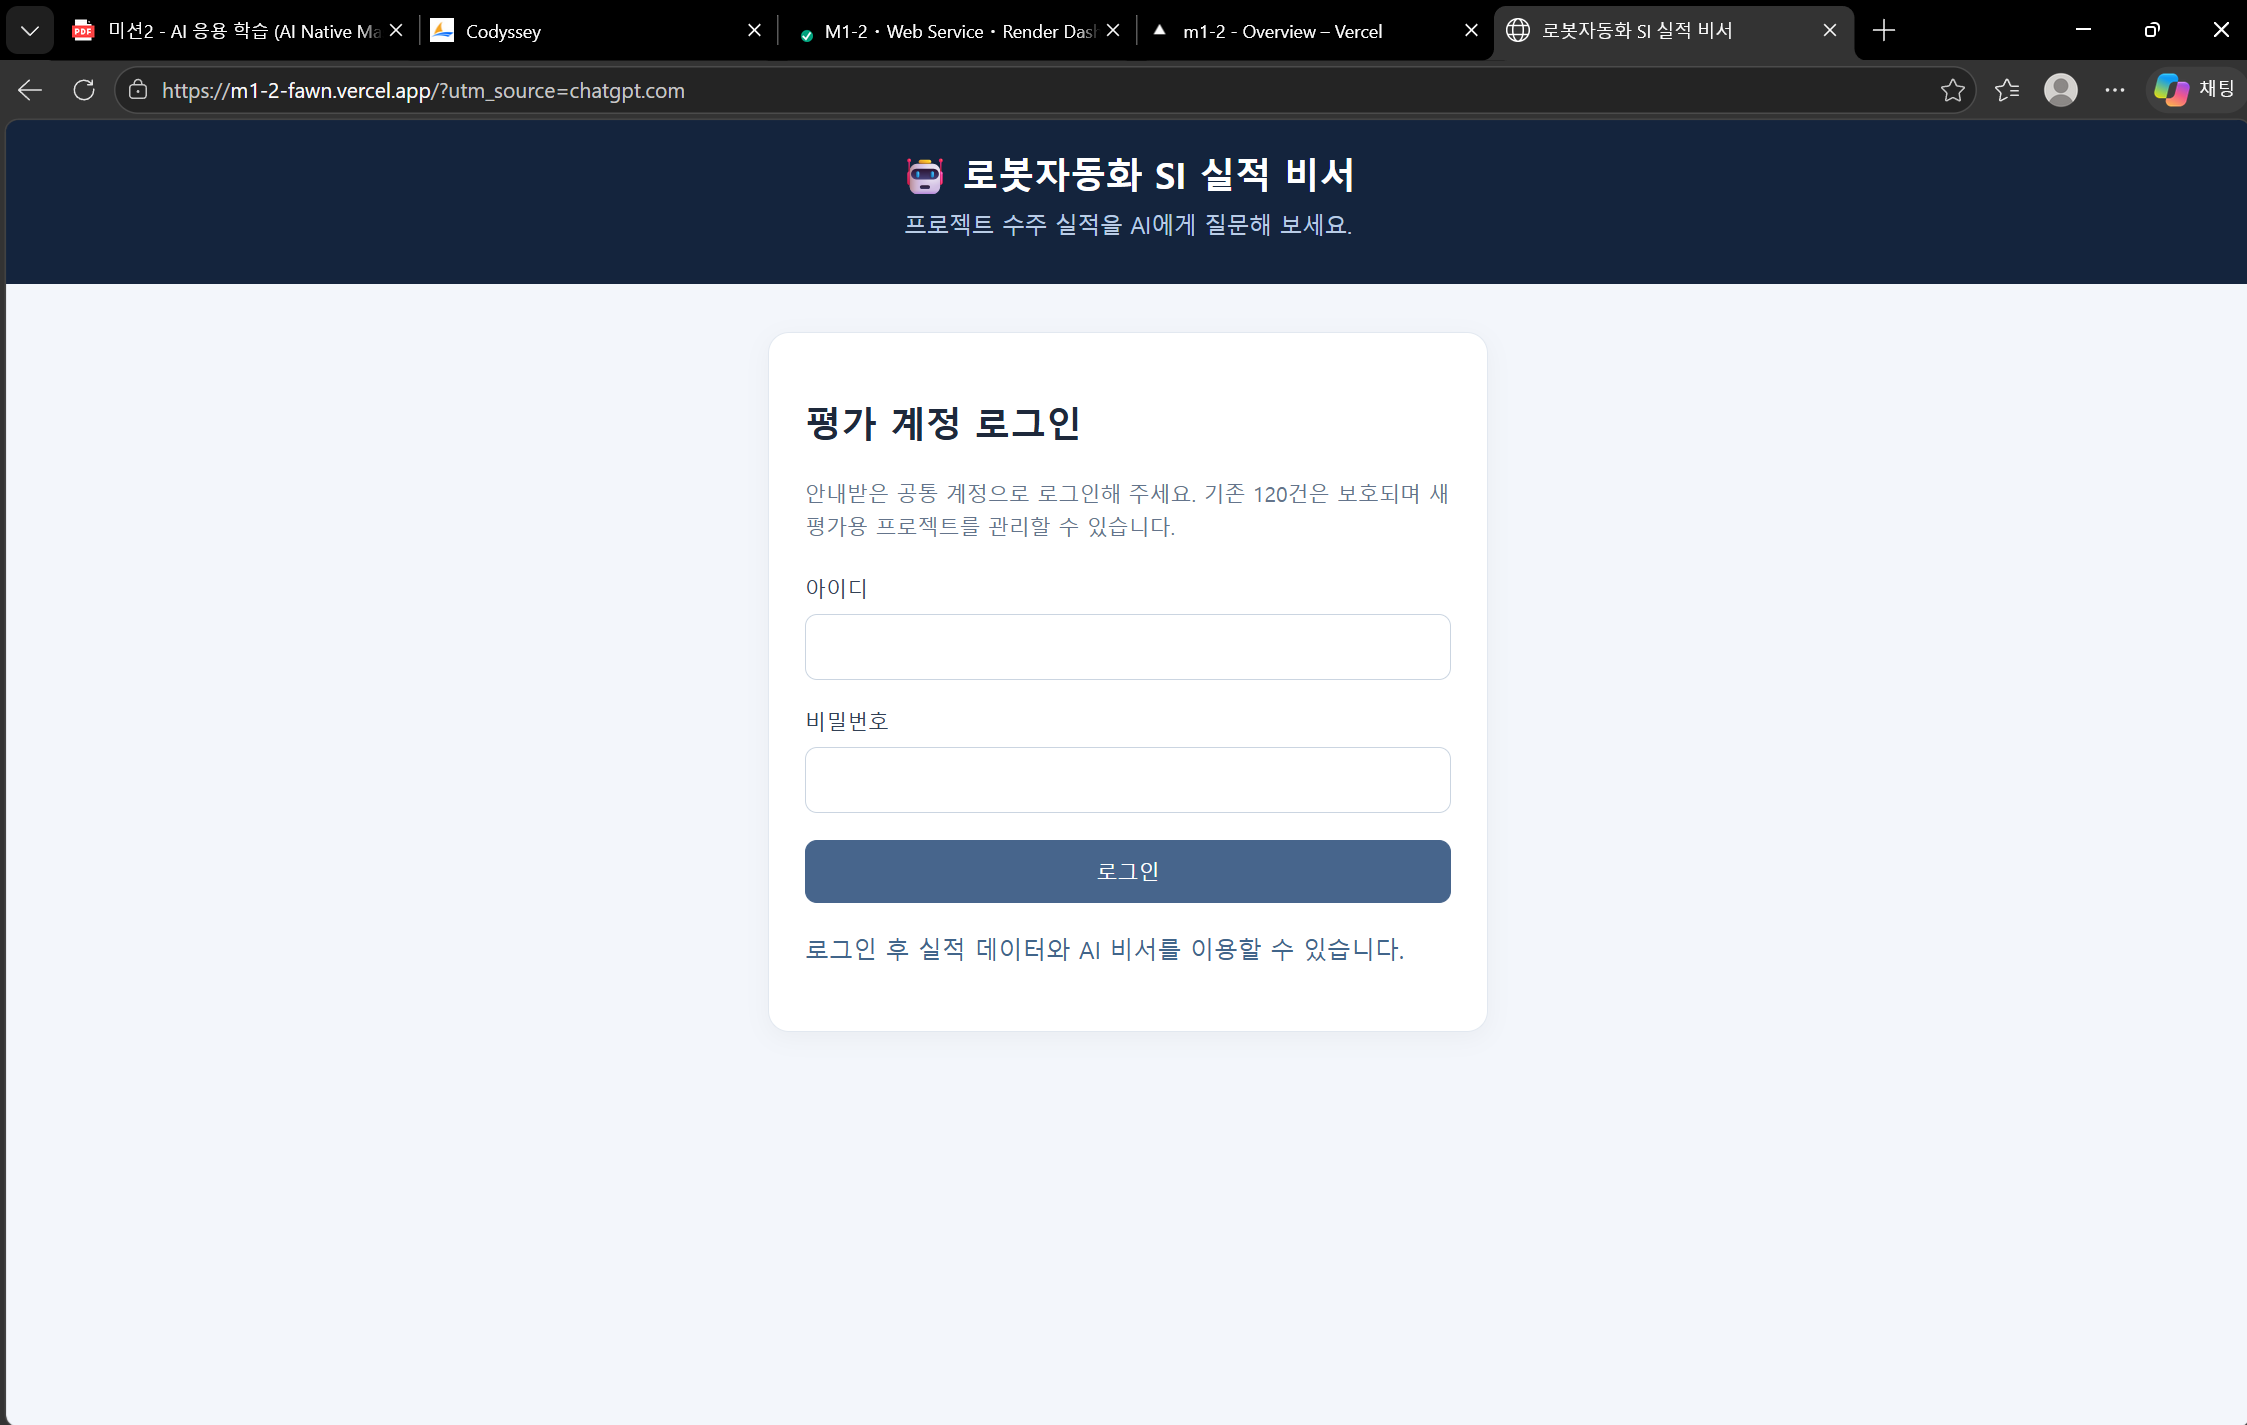 미션2 - AI 응용 학습 (AI Native Ma
Codyssey
M1-2 · Web Service · Render Dash
m1-2 - Overview – Vercel
로봇자동화 SI 실적 비서
https://m1-2-fawn.vercel.app/?utm_source=chatgpt.com
채팅
로봇자동화 SI 실적 비서
프로젝트 수주 실적을 AI에게 질문해 보세요.
평가 계정 로그인
안내받은 공통 계정으로 로그인해 주세요. 기존 120건은 보호되며 새
평가용 프로젝트를 관리할 수 있습니다.
아이디
비밀번호
로그인
로그인 후 실적 데이터와 AI 비서를 이용할 수 있습니다.